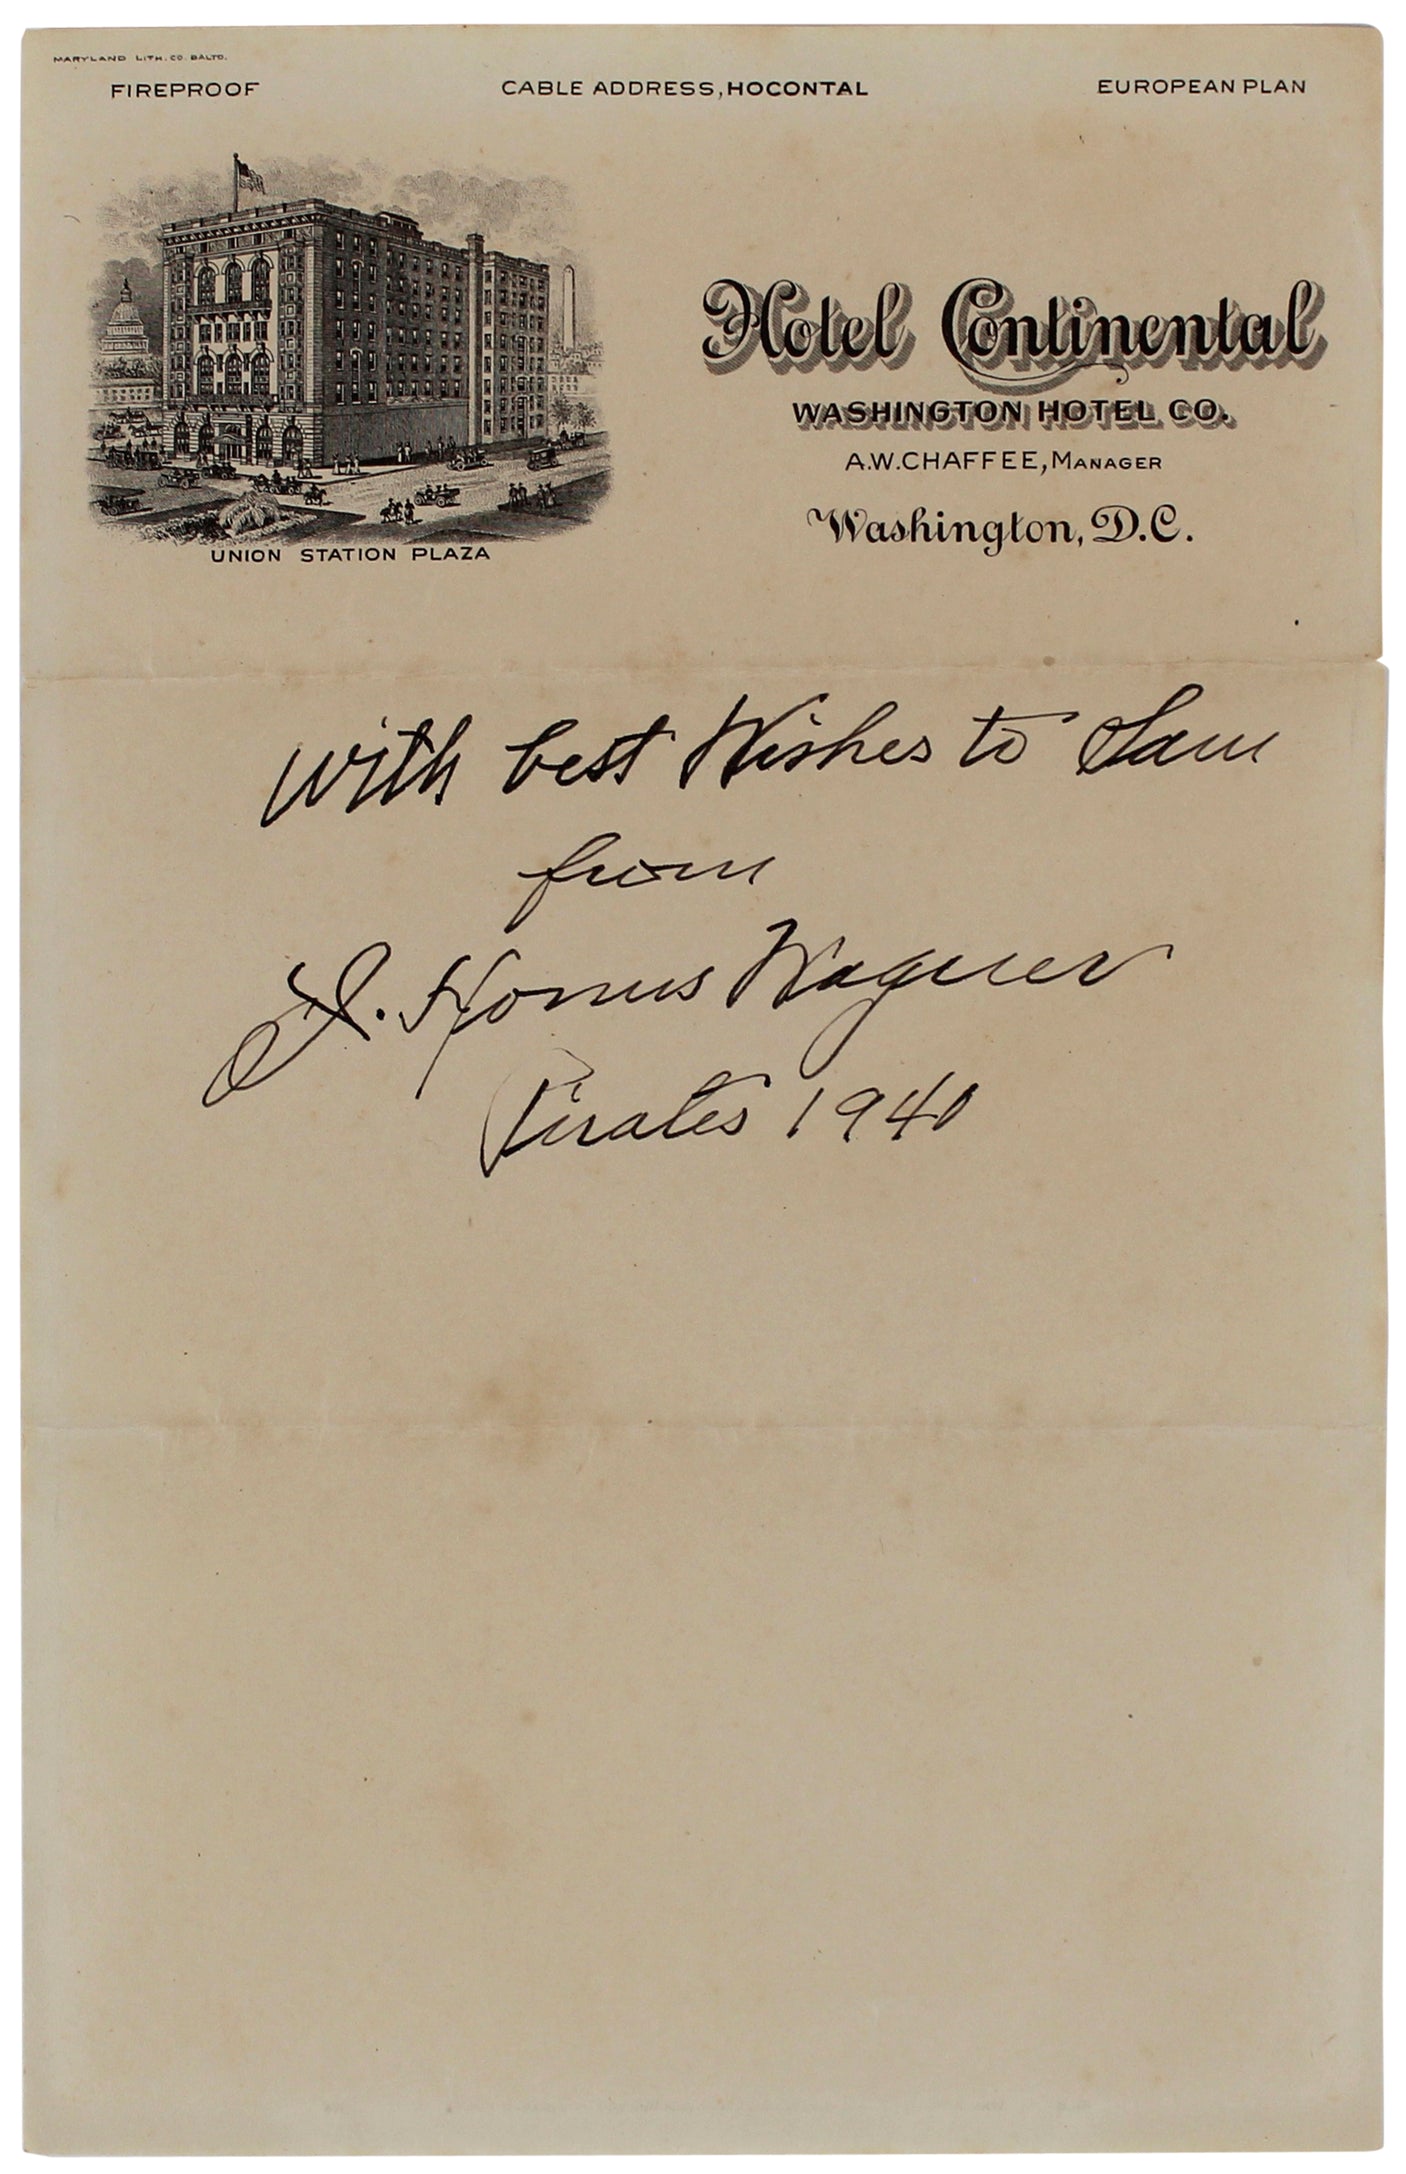 MARYLAND LITH. CO. BALTO.
FIREPROOF
CABLE ADDRESS, HOCONTAL
EUROPEAN PLAN
UNION STATION PLAZA
Hotel Continental
WASHINGTON HOTEL CO.
A.W. CHAFFEE, MANAGER
Washington, D.C.
With best Wishes to Sam
from
J. Honus Wagner
Pirates 1940